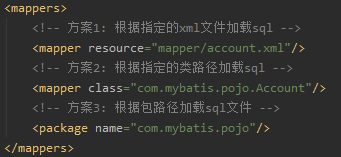 <mappers>
<!-- 方案1: 根据指定的xml文件加载sql -->
<mapper resource="mapper/account.xml"/>
<!-- 方案2: 根据指定的类路径加载sql -->
<mapper class="com.mybatis.pojo.Account"/>
<!-- 方案3: 根据包路径加载sql文件 -->
<package name="com.mybatis.pojo"/>
</mappers>